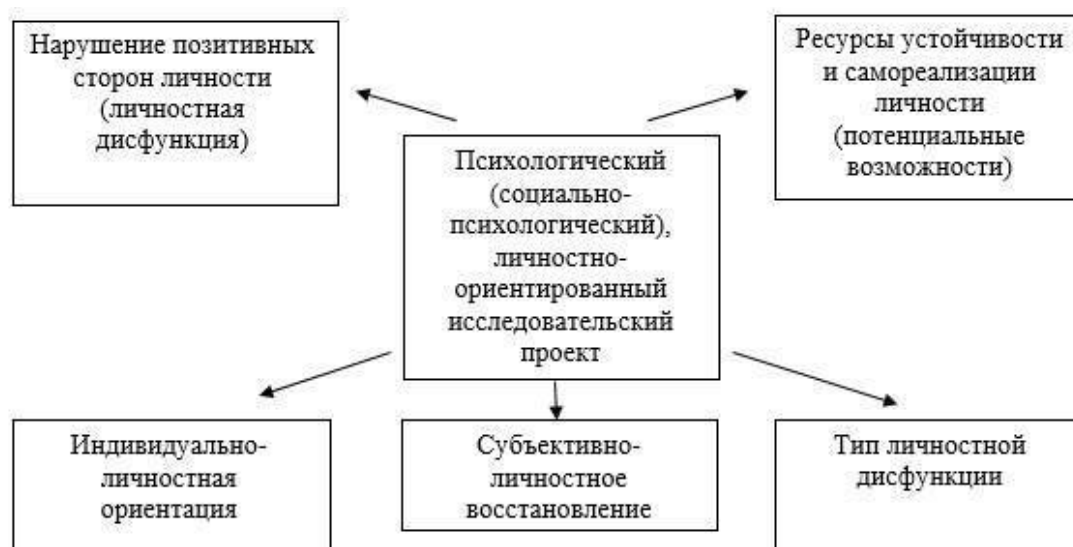 Нарушение позитивных
сторон личности
(личностная
дисфункция)
Ресурсы устойчивости
и самореализации
личности
(потенциальные
возможности)
Психологический
(социально-
психологический),
личностно-
ориентированный
исследовательский
проект
Индивидуально-
личностная
ориентация
Субъективно-
личностное
восстановление
Тип личностной
дисфункции